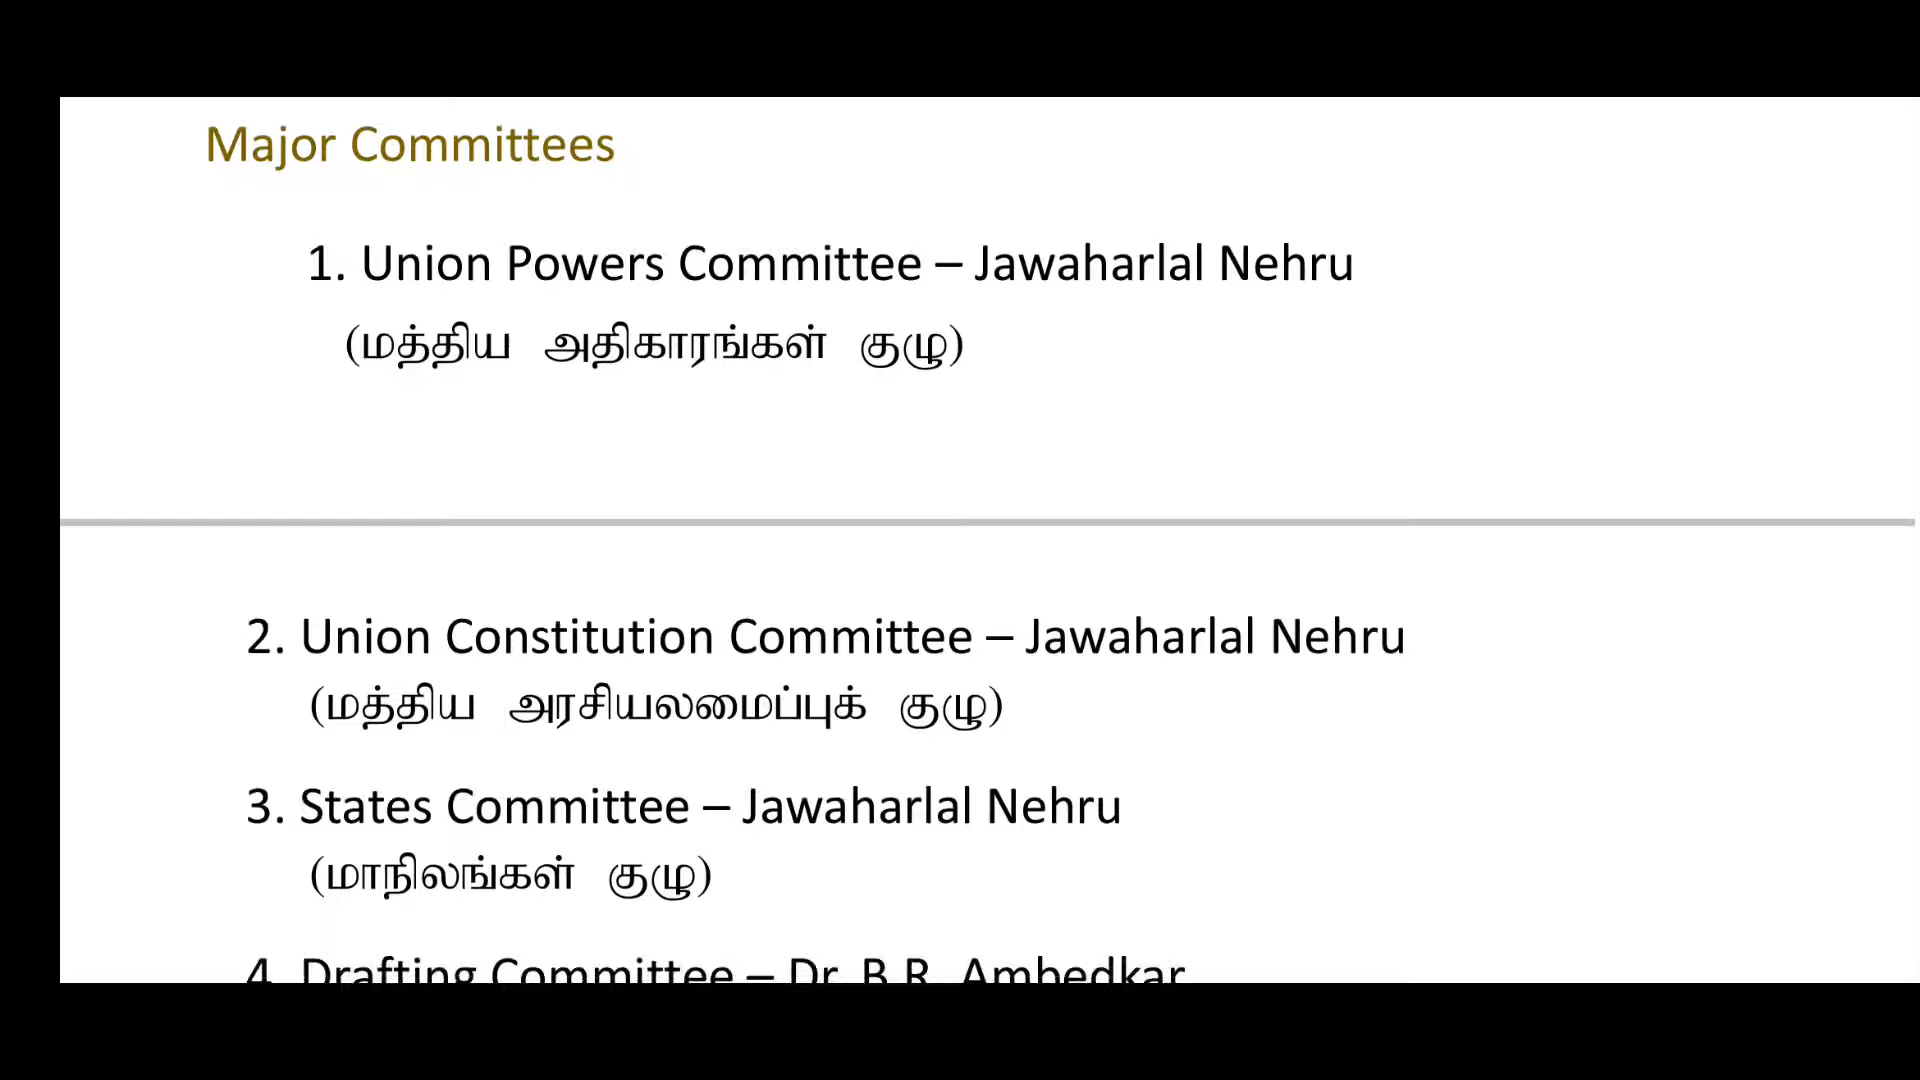 Major Committees
1. Union Powers Committee – Jawaharlal Nehru
(மத்திய அதிகாரங்கள் குழு)
2. Union Constitution Committee – Jawaharlal Nehru
(மத்திய அரசியலமைப்புக் குழு)
3. States Committee – Jawaharlal Nehru
(மாநிலங்கள் குழு)
4. Drafting Committee – Dr. B.R. Ambedkar